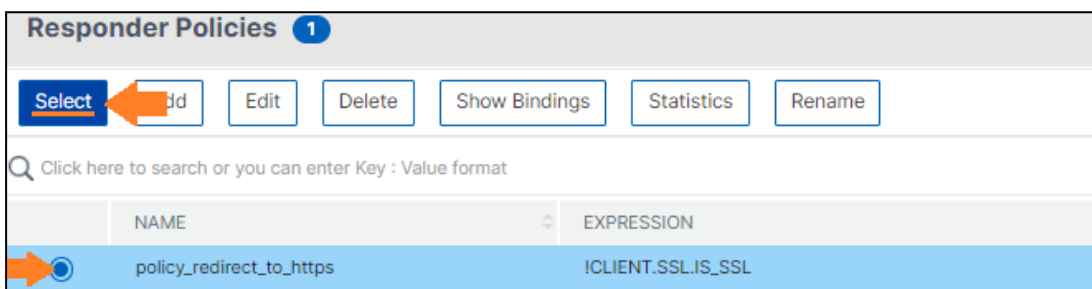 Responder Policies 1
Select dd Edit Delete Show Bindings Statistics Rename
Click here to search or you can enter Key : Value format
NAME EXPRESSION
policy_redirect_to_https !CLIENT.SSL.IS_SSL